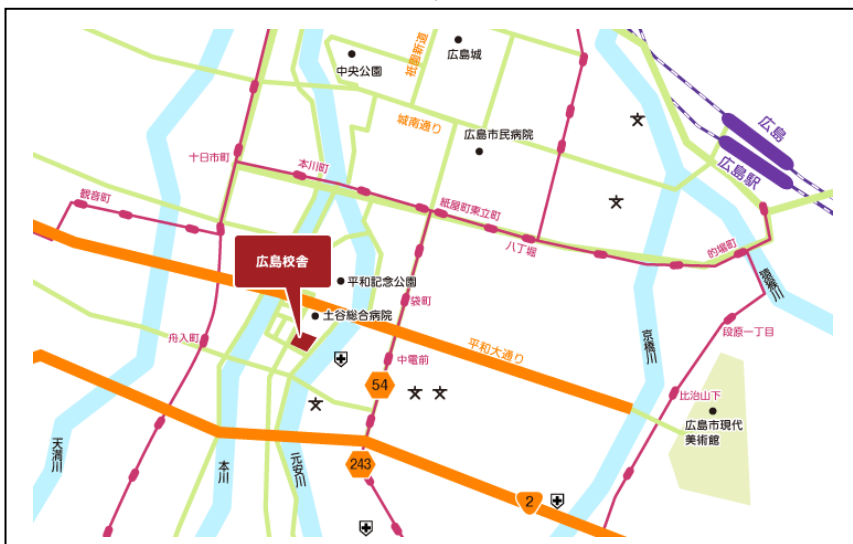 祇園新道
広島城
中央公園
城南通り
広島市民病院
広島
広島駅
十日市町
本川町
観音町
紙屋町東立町
八丁堀
的場町
猿猴川
広島校舎
平和記念公園
土谷総合病院
袋町
舟入町
中電前
平和大通り
京橋川
段原一丁目
比治山下
広島市現代
美術館
54
243
2
天満川
本川
元安川